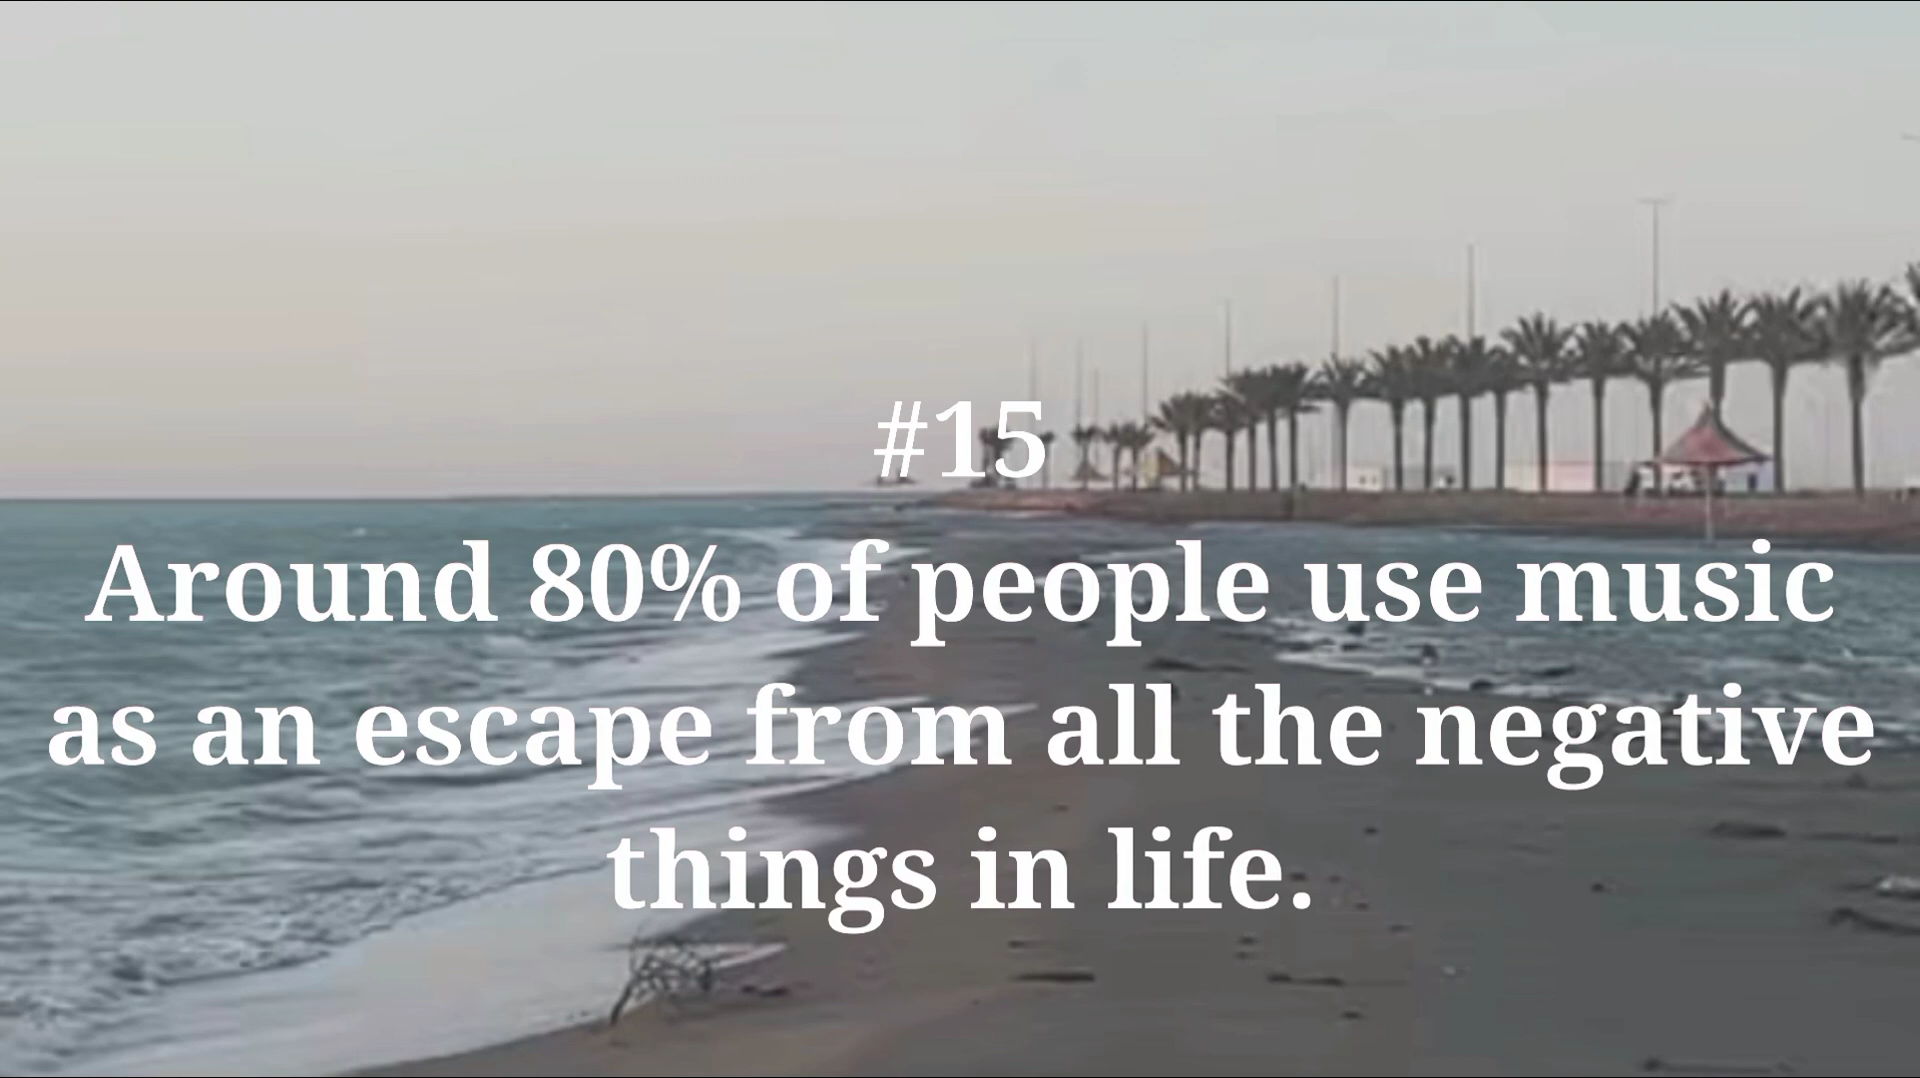 #15
Around 80% of people use music
as an escape from all the negative
things in life.